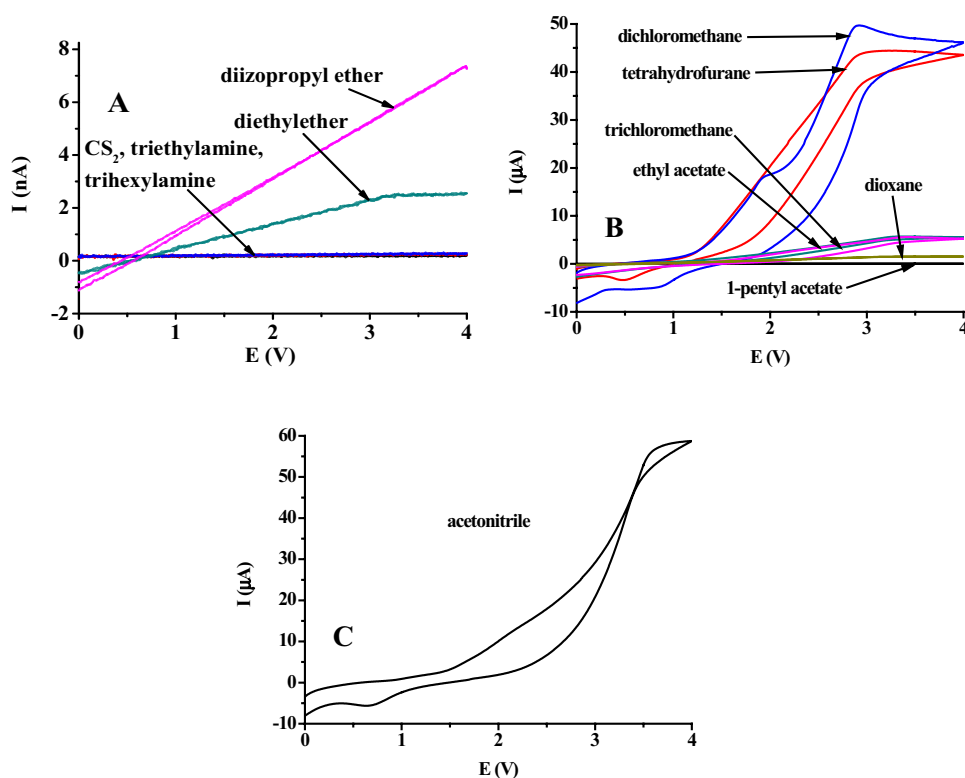 A
8
6
4
2
0
-2
I (nA)
diizopropyl ether
diethylether
CS2, triethylamine,
trihexylamine
0 1 2 3 4
E (V)
B
50
40
30
20
10
0
-10
I (µA)
dichloromethane
tetrahydrofurane
trichloromethane
ethyl acetate
dioxane
1-pentyl acetate
0 1 2 3 4
E (V)
C
60
50
40
30
20
10
0
-10
I (µA)
acetonitrile
0 1 2 3 4
E (V)